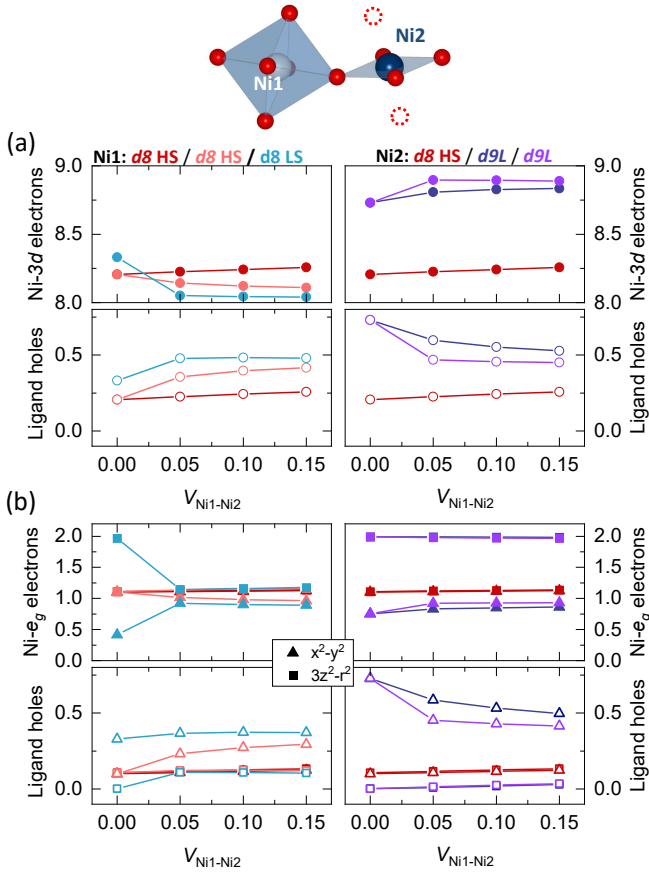 Ni2
Ni1
(a)
Ni1: d8 HS / d8 HS / d8 LS
Ni2: d8 HS / d9L / d9L
9.0
8.5
8.0
Ni-3d electrons
9.0
8.5
8.0
Ni-3d electrons
0.5
0.0
Ligand holes
0.5
0.0
Ligand holes
0.00 0.05 0.10 0.15
0.00 0.05 0.10 0.15
V Ni1-Ni2
V Ni1-Ni2
(b)
2.0
1.5
1.0
0.5
0.0
Ni-eg electrons
2.0
1.5
1.0
0.5
0.0
Ni-eg electrons
x²-y²
3z²-r²
0.5
0.0
Ligand holes
0.5
0.0
Ligand holes
0.00 0.05 0.10 0.15
0.00 0.05 0.10 0.15
V Ni1-Ni2
V Ni1-Ni2